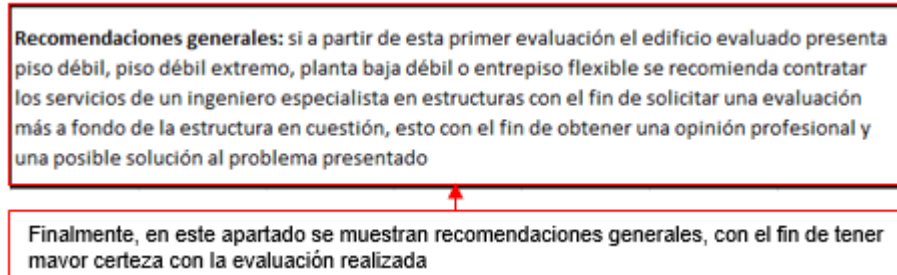 Recomendaciones generales: si a partir de esta primer evaluación el edificio evaluado presenta
piso débil, piso débil extremo, planta baja débil o entrepiso flexible se recomienda contratar
los servicios de un ingeniero especialista en estructuras con el fin de solicitar una evaluación
más a fondo de la estructura en cuestión, esto con el fin de obtener una opinión profesional y
una posible solución al problema presentado
Finalmente, en este apartado se muestran recomendaciones generales, con el fin de tener
mayor certeza con la evaluación realizada